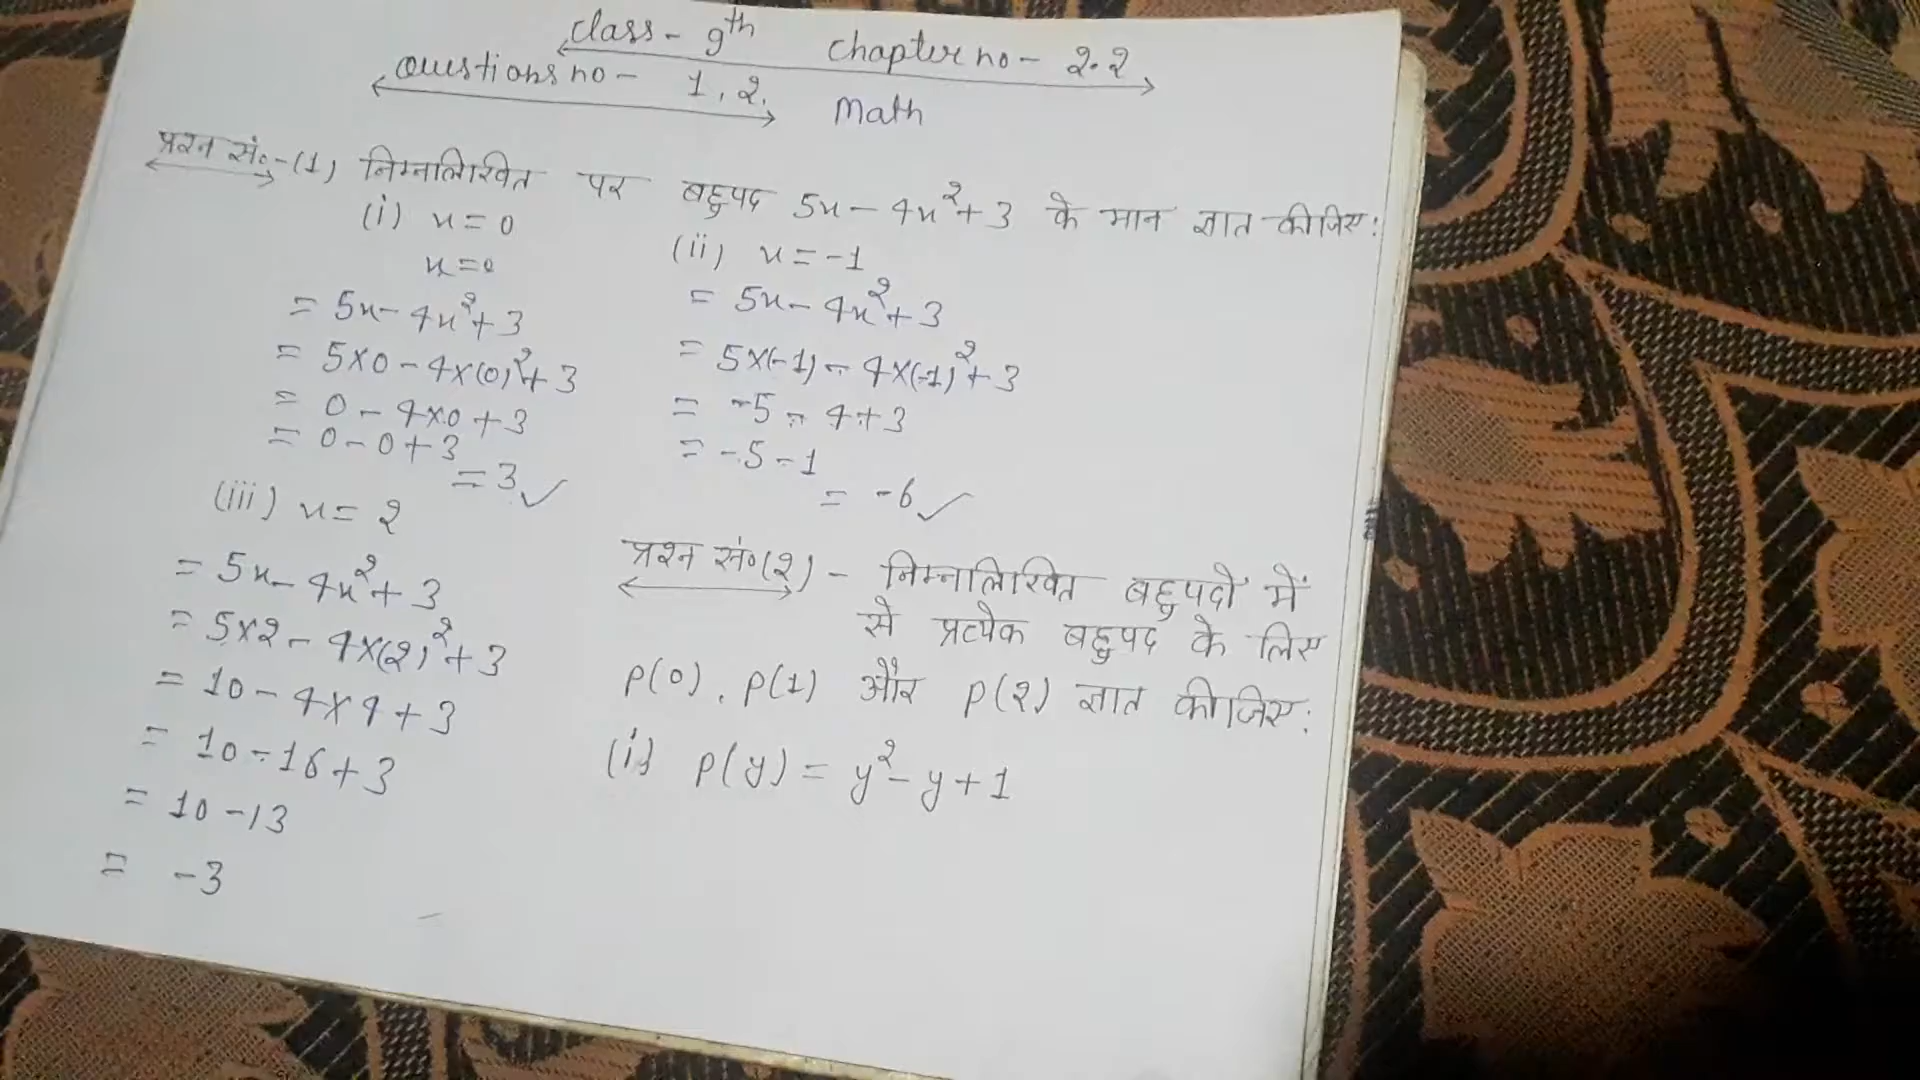 class - 9th chapter no - 2.2
questions no - 1, 2. Math
प्रश्न सं०-(1) निम्नलिखित पर बहुपद 5x - 4x²+3 के मान ज्ञात कीजिए:
(i) x = 0
x=0
= 5x - 4x²+3
= 5×0 - 4×(0)²+3
= 0 - 4×0+3
= 0-0+3
= 3 ✓
(ii) x = -1
= 5x - 4x²+3
= 5×(-1) - 4×(-1)²+3
= -5 - 4+3
= -5-1
= -6 ✓
(iii) x = 2
= 5x - 4x²+3
= 5×2 - 4×(2)²+3
= 10 - 4×4+3
= 10-16+3
= 10-13
= -3
प्रश्न सं०(2) - निम्नलिखित बहुपदों में
से प्रत्येक बहुपद के लिए
p(0), p(1) और p(2) ज्ञात कीजिए:
(i) p(y) = y²-y+1